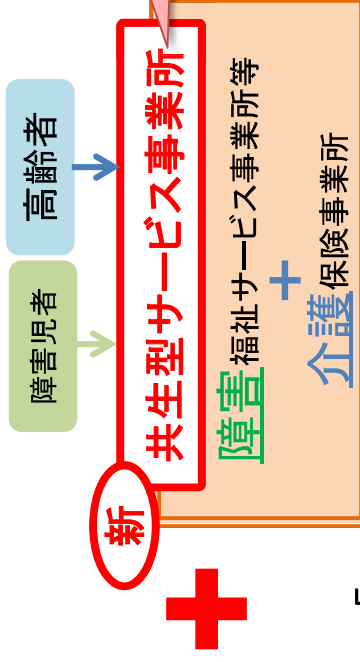 障害児者
高齢者
新
共生型サービス事業所
障害福祉サービス事業所等
+
介護保険事業所